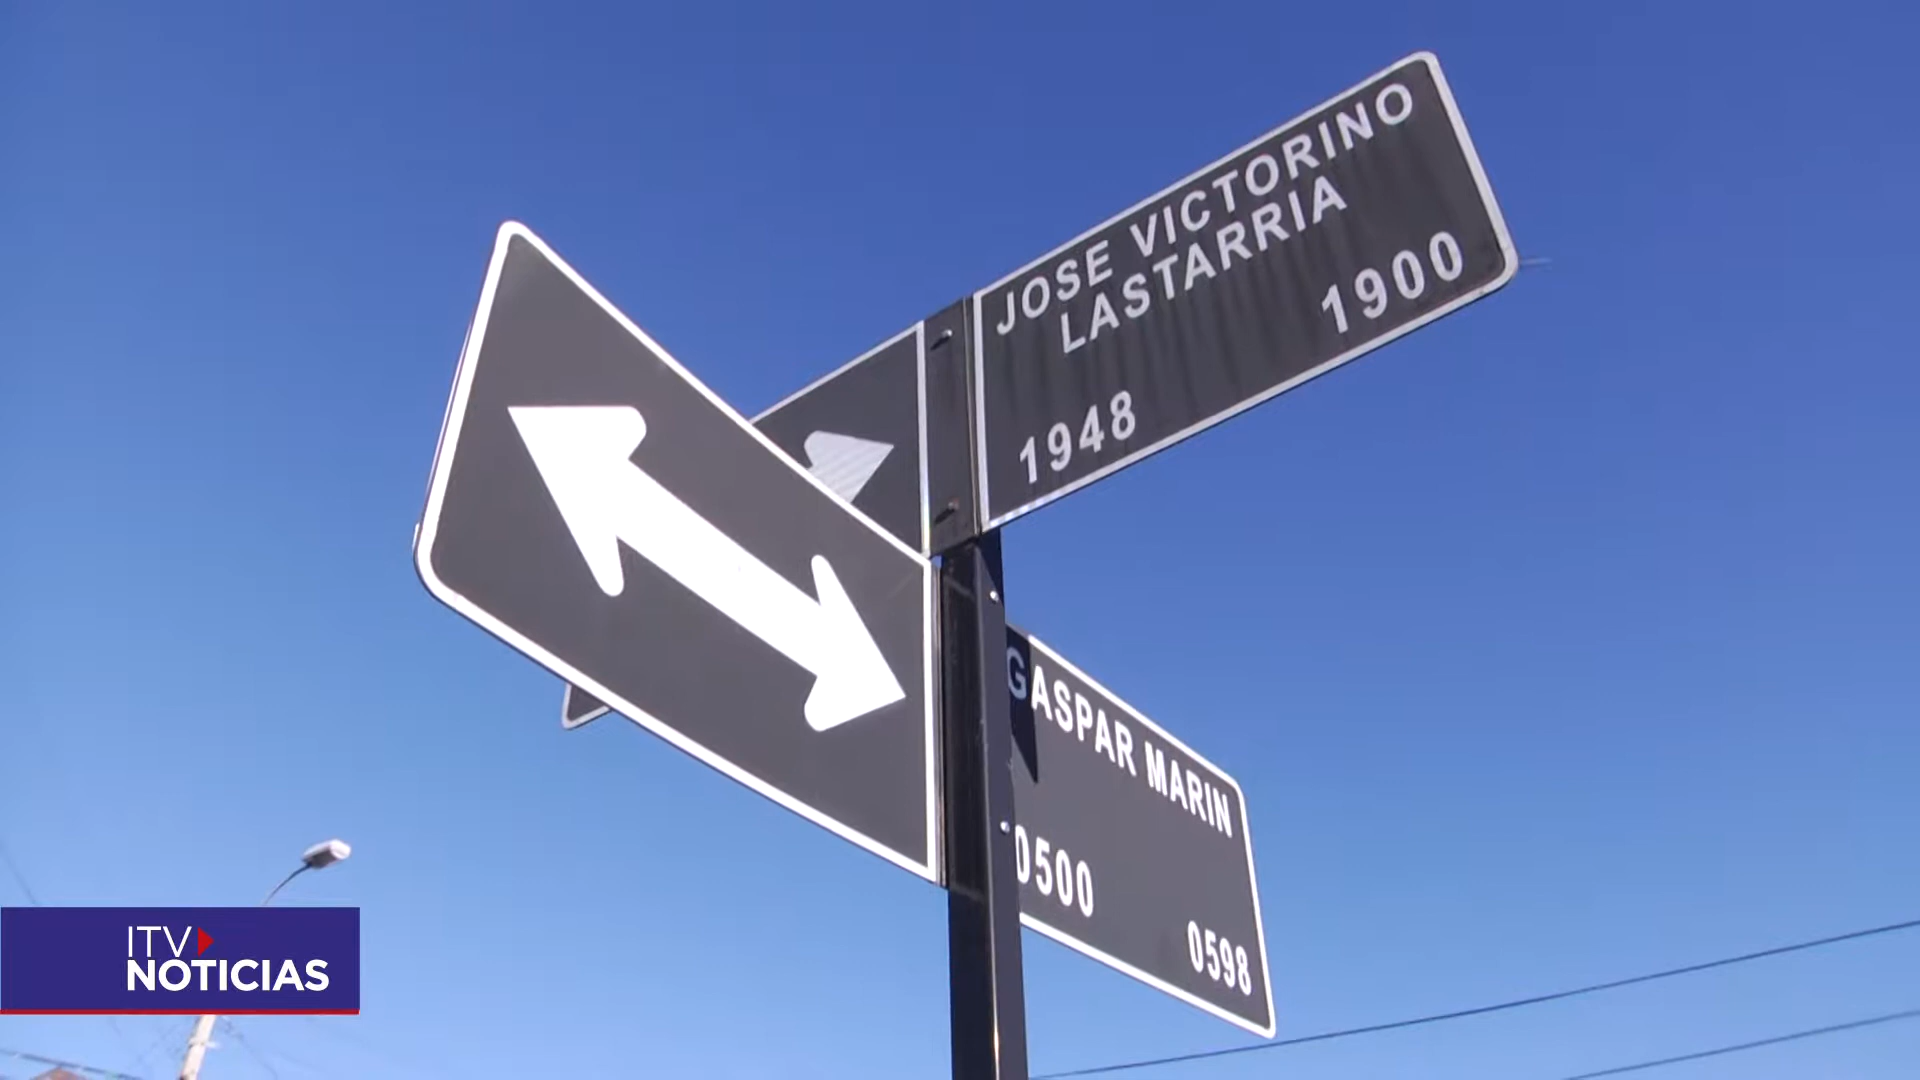 JOSE VICTORINO
LASTARRIA
1948 1900
GASPAR MARIN
0500 0598
ITV
NOTICIAS